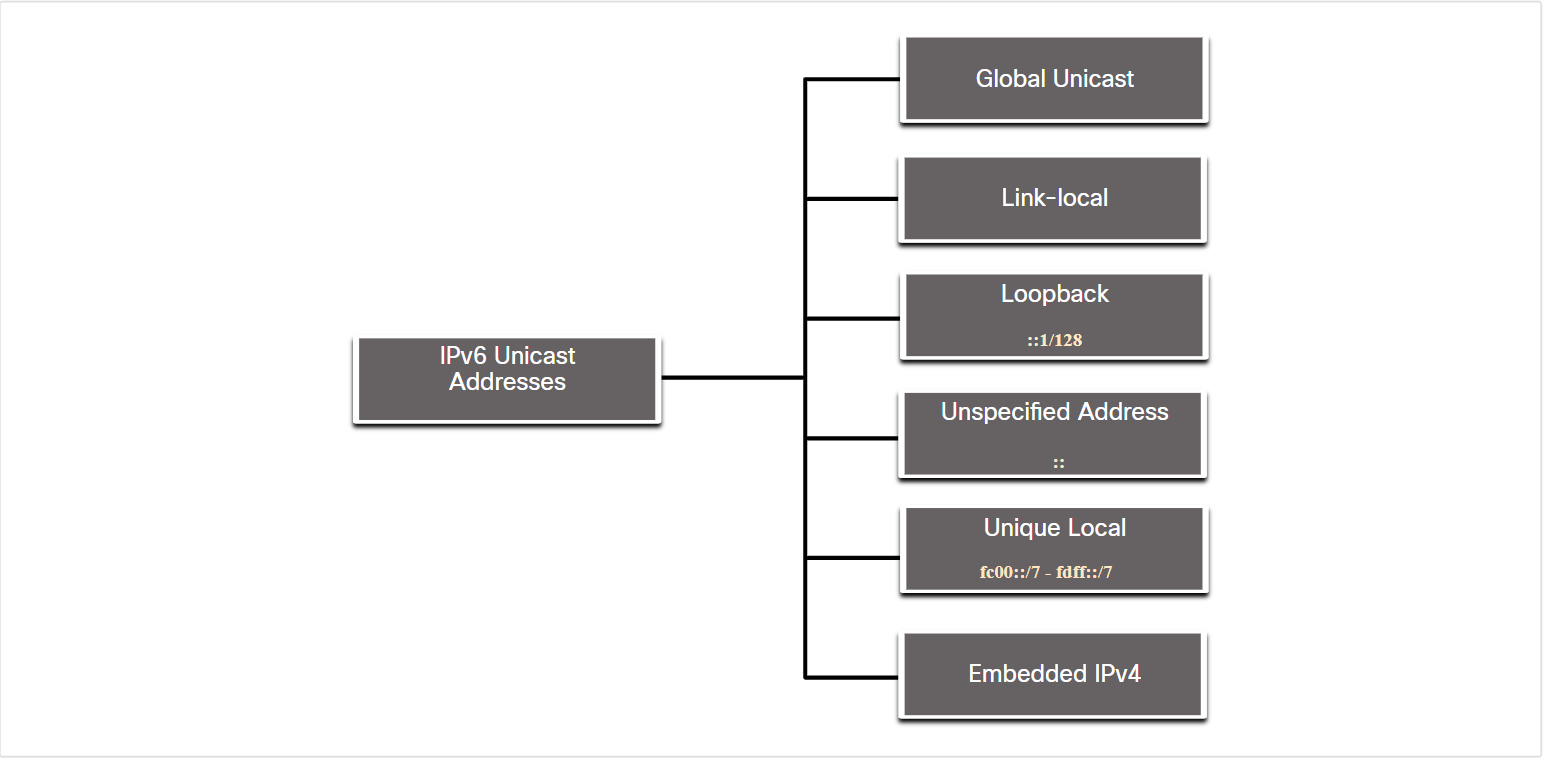 Global Unicast
Link-local
Loopback
::1/128
IPv6 Unicast
Addresses
Unspecified Address
::
Unique Local
fc00::/7 - fdff::/7
Embedded IPv4